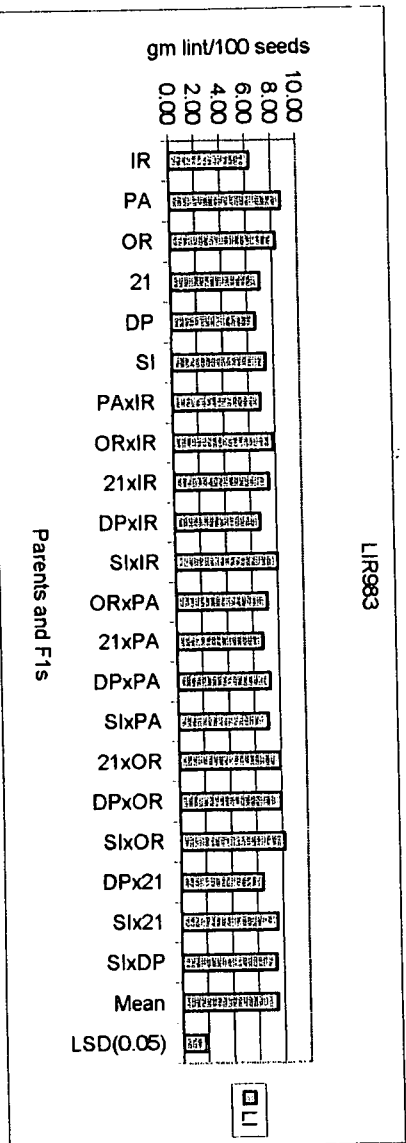 LIR983
gm lint/100 seeds
10.00
8.00
6.00
4.00
2.00
0.00
IR
PA
OR
21
DP
SI
PAxIR
ORxIR
21xIR
DPxIR
SIxIR
ORxPA
21xPA
DPxPA
SIxPA
21xOR
DPxOR
SIxOR
DPx21
SIx21
SIxDP
Mean
LSD(0.05)
Parents and F1s
LI